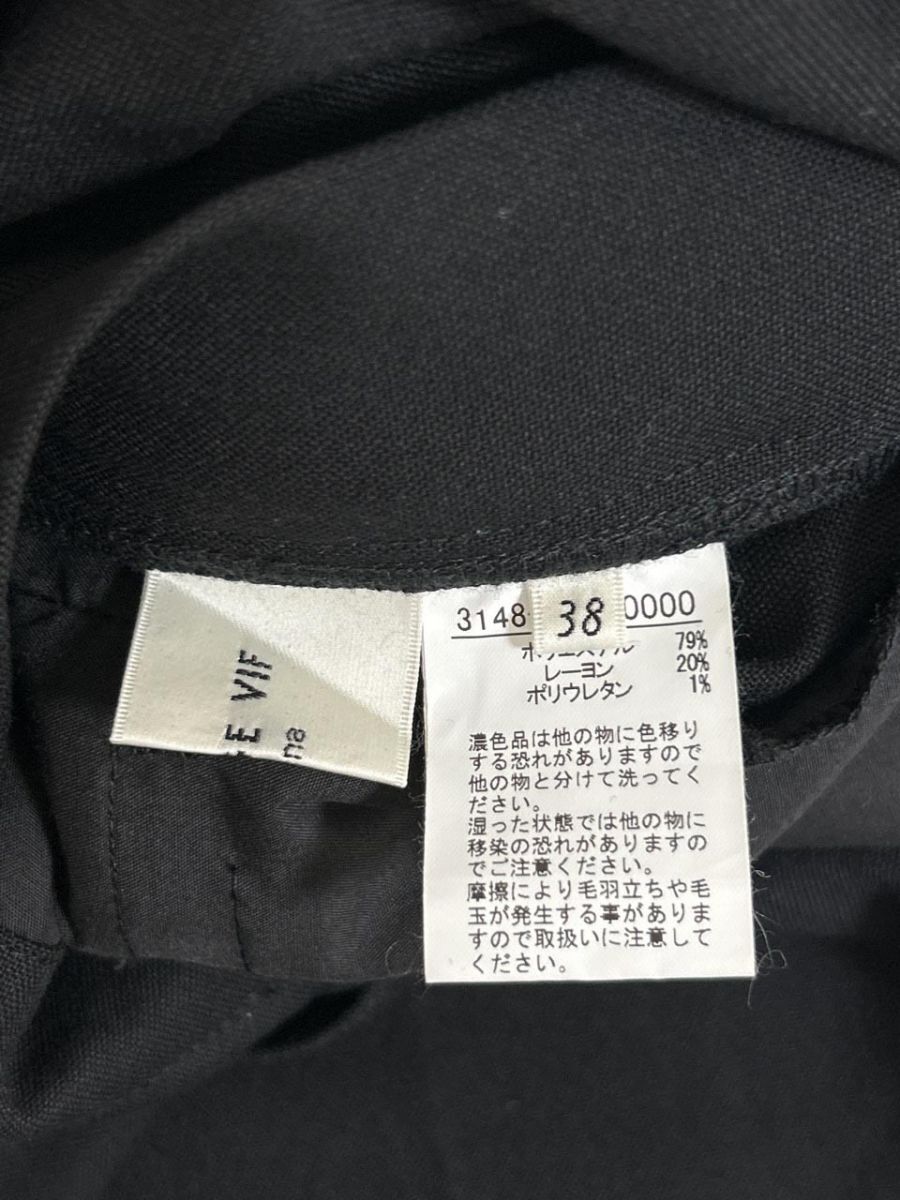 VIF
3148
38
0000
ポリエステル 79%
レーヨン 20%
ポリウレタン 1%
濃色品は他の物に色移り
する恐れがありますので
他の物と分けて洗ってく
ださい。
湿った状態では他の物に
移染の恐れがありますの
でご注意ください。
摩擦により毛羽立ちや毛
玉が発生する事がありま
すので取扱いに注意して
ください。